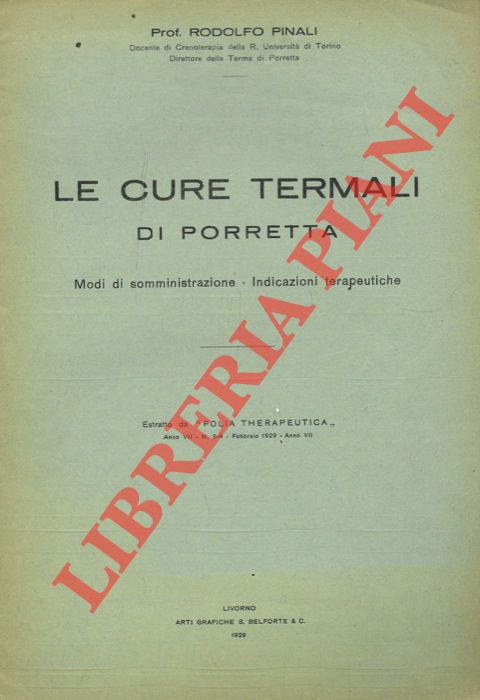 Prof. RODOLFO PINALI
Docente di Crenoterapia della R. Università di Torino
Direttore delle Terme di Porretta
LE CURE TERMALI
DI PORRETTA
Modi di somministrazione - Indicazioni terapeutiche
Estratto da "FOLIA THERAPEUTICA„
Anno VII - N. 3-4 - Febbraio 1929 - Anno VII
LIVORNO
ARTI GRAFICHE S. BELFORTE & C.
1929
LIBRERIA PIANI